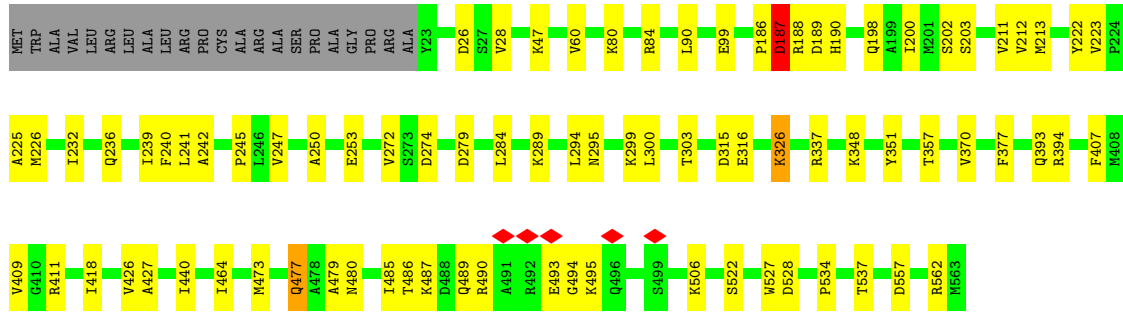 MET TRP ALA VAL LEU LEU ARG LEU ALA LEU ARG PRO CYS ALA ARG ALA SER PRO ALA GLY PRO ARG ALA Y23 D26 S27 V28 K47 V60 K80 R84 L90 E99 P186 D187 R188 D189 H190 Q198 A199 I200 M201 S202 S203 V211 V212 M213 Y222 V223 P224
A225 M226 I232 Q236 I239 F240 L241 A242 P245 L246 V247 A250 E253 V272 S273 D274 D279 L284 K289 L294 N295 K299 L300 T303 D315 E316 K326 R337 K348 Y351 T357 V370 F377 Q393 R394 F407 M408
V409 G410 R411 I418 V426 A427 I440 I464 M473 Q477 A478 A479 N480 I485 T486 K487 D488 Q489 R490 A491 R492 E493 G494 K495 Q496 S499 K506 S522 W527 D528 P534 T537 D557 R562 M563